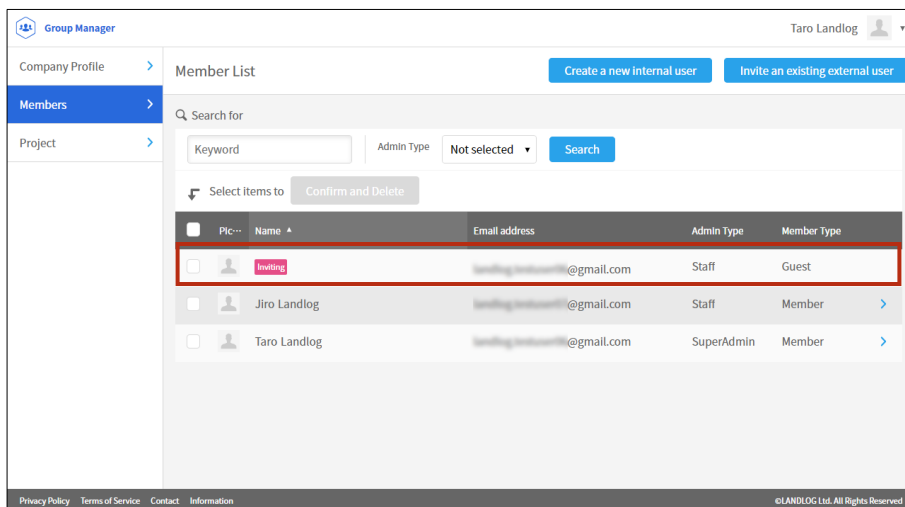 Group Manager
Taro Landlog
Company Profile
Members
Project
Member List
Create a new internal user
Invite an existing external user
Search for
Keyword
Admin Type
Not selected
Search
Select items to
Confirm and Delete
Pic··· Name Email address Admin Type Member Type
Inviting @gmail.com Staff Guest
Jiro Landlog @gmail.com Staff Member
Taro Landlog @gmail.com SuperAdmin Member
Privacy Policy Terms of Service Contact Information ©LANDLOG Ltd. All Rights Reserved